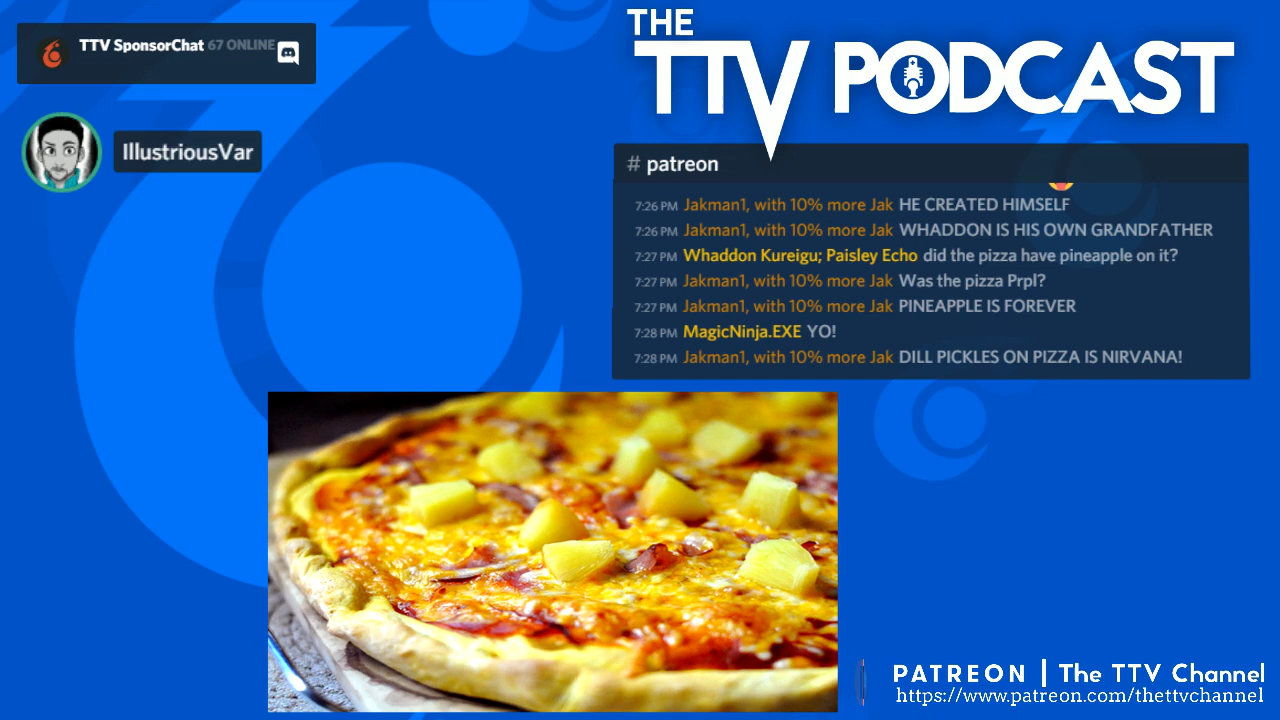 TTV SponsorChat 67 ONLINE
IllustriousVar
THE
TTV PODCAST
# patreon
7:26 PM Jakman1, with 10% more Jak HE CREATED HIMSELF
7:26 PM Jakman1, with 10% more Jak WHADDON IS HIS OWN GRANDFATHER
7:27 PM Whaddon Kureigu; Paisley Echo did the pizza have pineapple on it?
7:27 PM Jakman1, with 10% more Jak Was the pizza Prpl?
7:27 PM Jakman1, with 10% more Jak PINEAPPLE IS FOREVER
7:28 PM MagicNinja.EXE YO!
7:28 PM Jakman1, with 10% more Jak DILL PICKLES ON PIZZA IS NIRVANA!
PATREON | The TTV Channel
https://www.patreon.com/thettvchannel